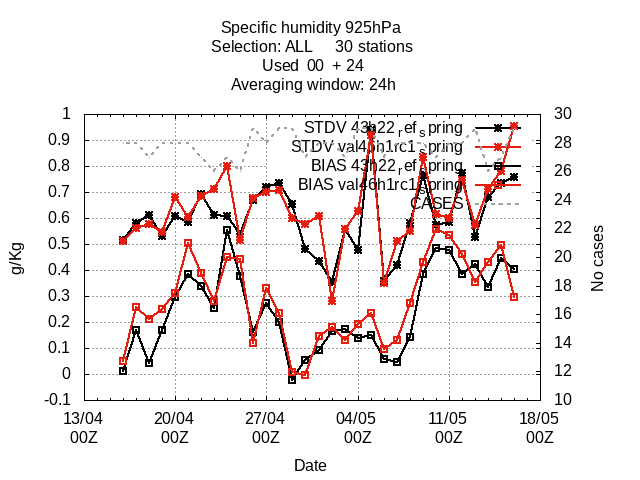 Specific humidity 925hPa
Selection: ALL 30 stations
Used 00 + 24
Averaging window: 24h
1
0.9
0.8
0.7
0.6
0.5
0.4
0.3
0.2
0.1
0
-0.1
g/Kg
30
28
26
24
22
20
18
16
14
12
10
No cases
STDV 43h22_ref_spring
STDV val46h1rc1_spring
BIAS 43h22_ref_spring
BIAS val46h1rc1_spring
CASES
13/04 20/04 27/04 04/05 11/05 18/05
00Z 00Z 00Z 00Z 00Z 00Z
Date